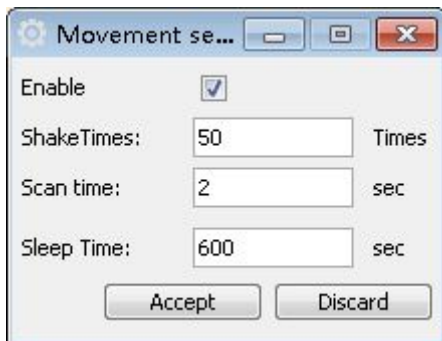 Movement se...
Enable
ShakeTimes: 50 Times
Scan time: 2 sec
Sleep Time: 600 sec
Accept Discard